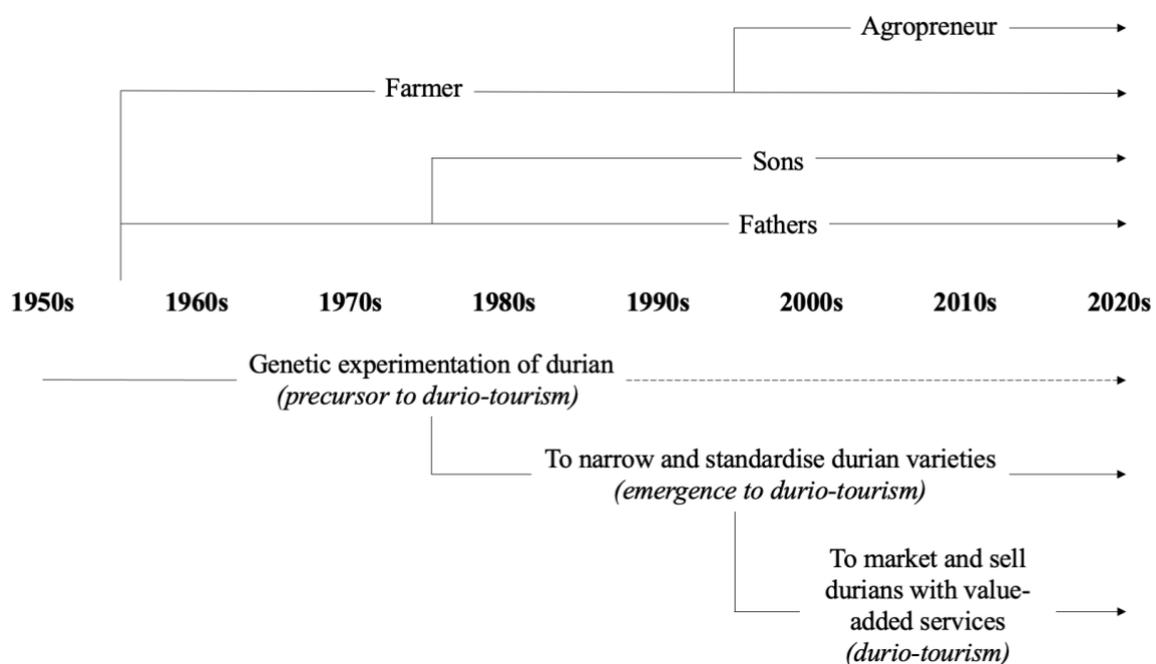 Agropreneur
Farmer
Sons
Fathers
1950s 1960s 1970s 1980s 1990s 2000s 2010s 2020s
Genetic experimentation of durian
(precursor to durio-tourism)
To narrow and standardise durian varieties
(emergence to durio-tourism)
To market and sell
durians with value-
added services
(durio-tourism)